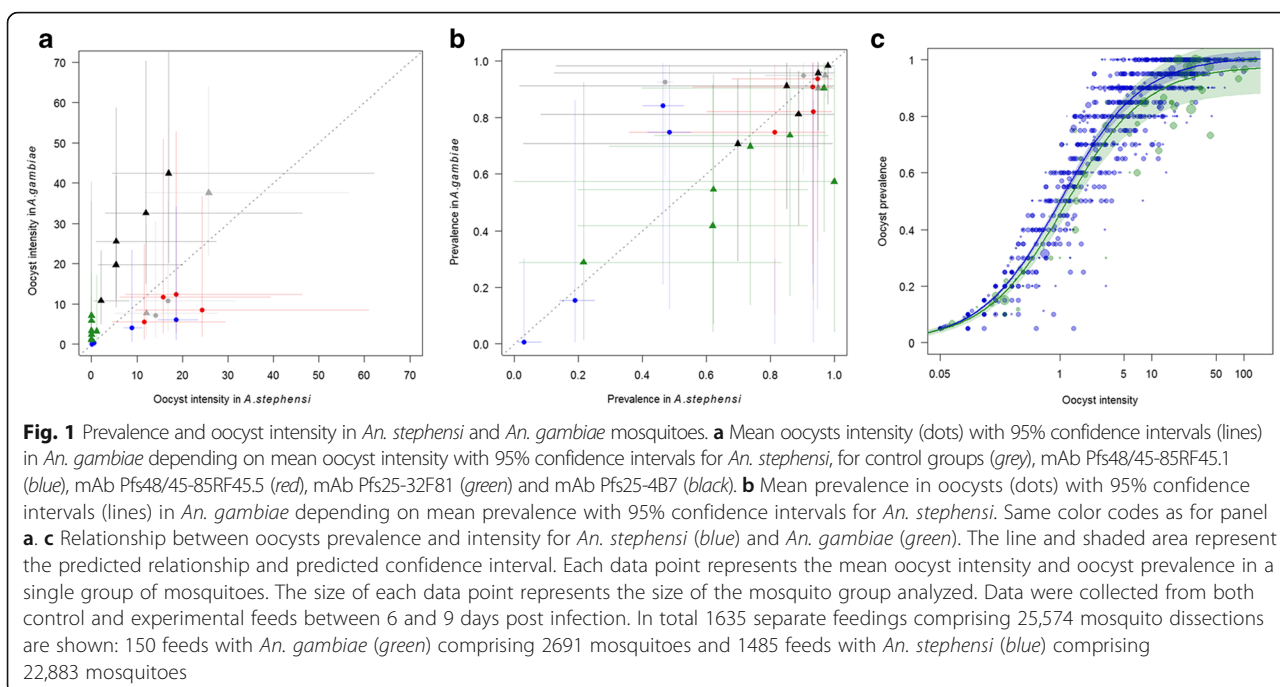 a
b
c
70
60
50
40
30
20
10
0
Oocyst intensity in A.gambiae
0 10 20 30 40 50 60 70
Oocyst intensity in A.stephensi
1.0
0.8
0.6
0.4
0.2
0.0
Prevalence in A.gambiae
0.0 0.2 0.4 0.6 0.8 1.0
Prevalence in A.stephensi
1
0.8
0.6
0.4
0.2
0
Oocyst prevalence
0.05 1 5 10 50 100
Oocyst intensity
Fig. 1 Prevalence and oocyst intensity in An. stephensi and An. gambiae mosquitoes. a Mean oocysts intensity (dots) with 95% confidence intervals (lines)
in An. gambiae depending on mean oocyst intensity with 95% confidence intervals for An. stephensi, for control groups (grey), mAb Pfs48/45-85RF45.1
(blue), mAb Pfs48/45-85RF45.5 (red), mAb Pfs25-32F81 (green) and mAb Pfs25-4B7 (black). b Mean prevalence in oocysts (dots) with 95% confidence
intervals (lines) in An. gambiae depending on mean prevalence with 95% confidence intervals for An. stephensi. Same color codes as for panel
a. c Relationship between oocysts prevalence and intensity for An. stephensi (blue) and An. gambiae (green). The line and shaded area represent
the predicted relationship and predicted confidence interval. Each data point represents the mean oocyst intensity and oocyst prevalence in a
single group of mosquitoes. The size of each data point represents the size of the mosquito group analyzed. Data were collected from both
control and experimental feeds between 6 and 9 days post infection. In total 1635 separate feedings comprising 25,574 mosquito dissections
are shown: 150 feeds with An. gambiae (green) comprising 2691 mosquitoes and 1485 feeds with An. stephensi (blue) comprising
22,883 mosquitoes